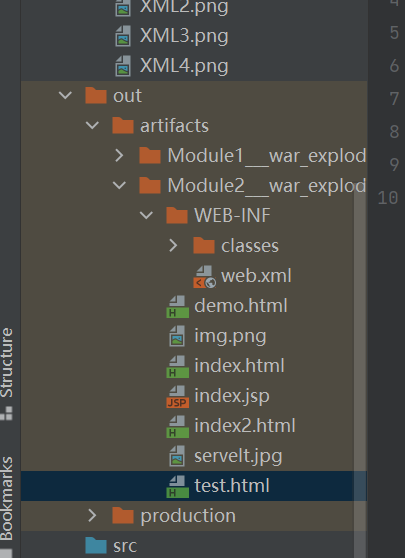 XML2.png
4
XML3.png
5
XML4.png
6
out
7
artifacts
8
Module1__war_explod
9
Module2__war_explod
10
WEB-INF
classes
web.xml
demo.html
img.png
index.html
index.jsp
index2.html
servelt.jpg
test.html
production
src
Structure
Bookmarks